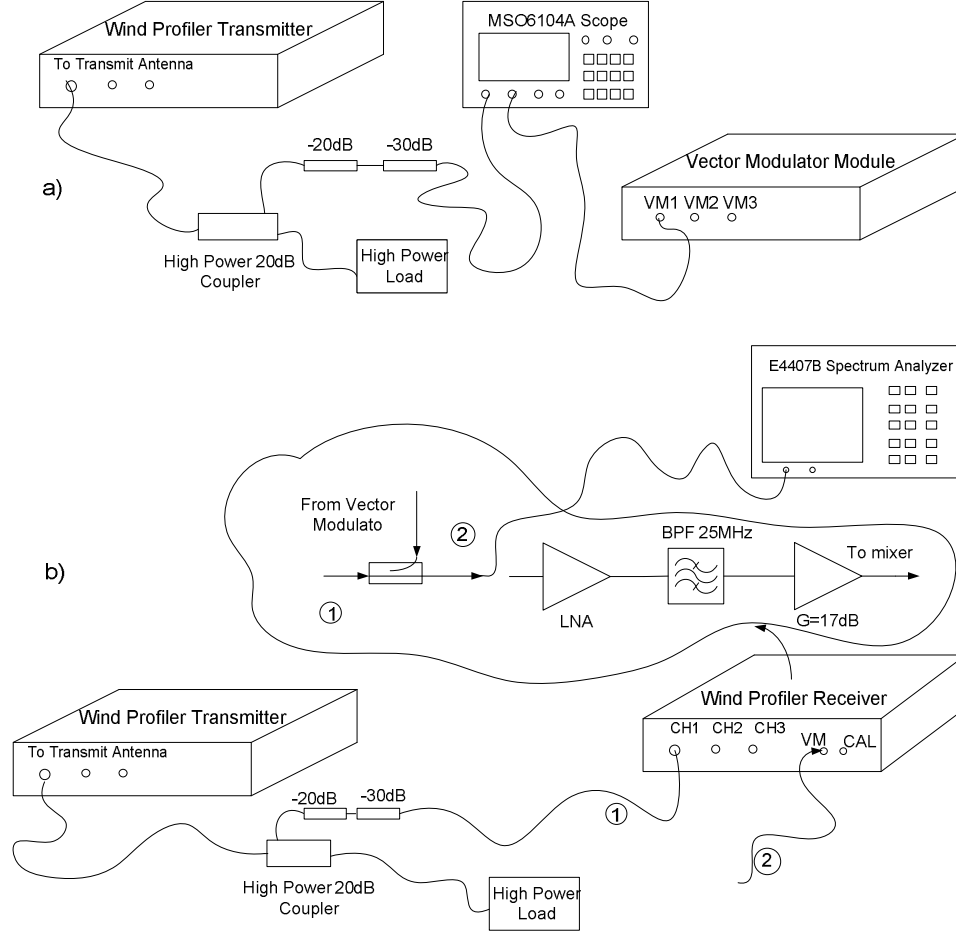 Wind Profiler Transmitter
To Transmit Antenna
MSO6104A Scope
-20dB
-30dB
Vector Modulator Module
VM1 VM2 VM3
a)
High Power 20dB
Coupler
High Power
Load
E4407B Spectrum Analyzer
From Vector
Modulato
2
BPF 25MHz
To mixer
b)
1
LNA
G=17dB
Wind Profiler Receiver
CH1
CH2
CH3
VM
CAL
Wind Profiler Transmitter
To Transmit Antenna
-20dB
-30dB
1
2
High Power 20dB
Coupler
High Power
Load